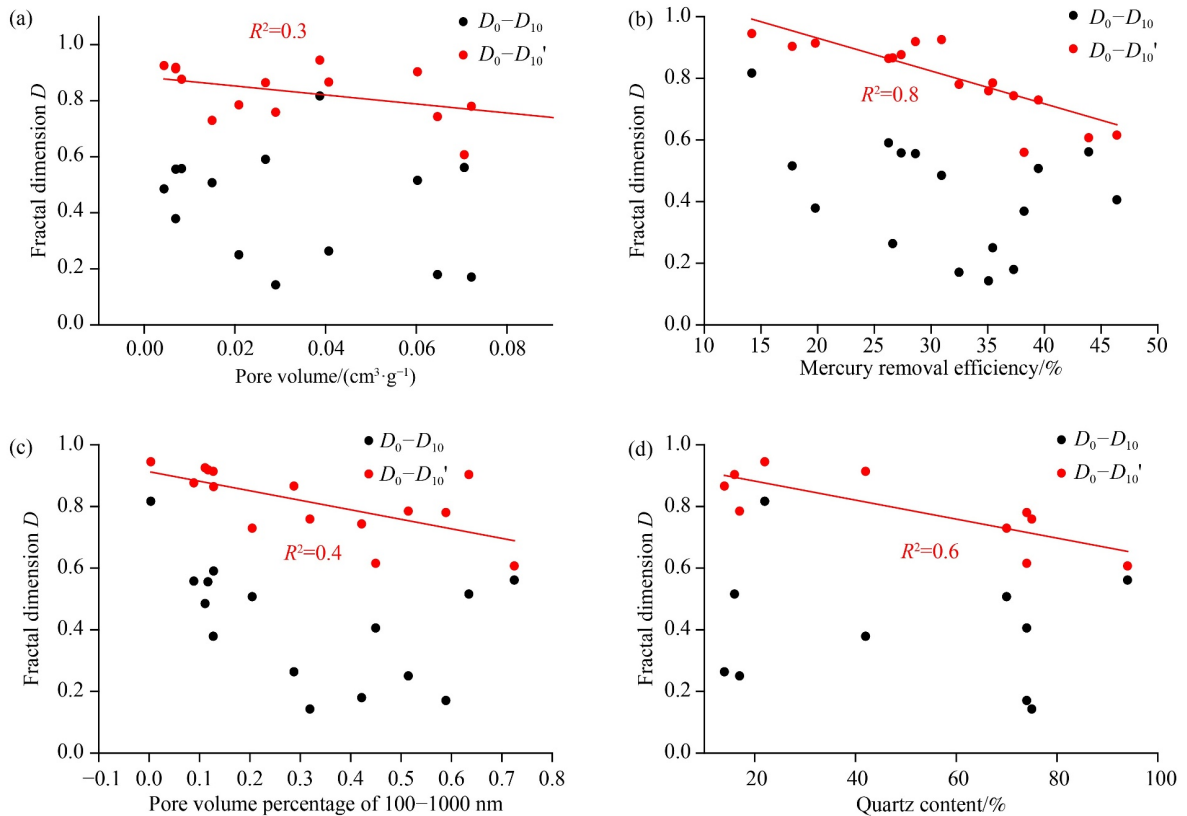 (a)
R²=0.3
D₀−D₁₀
D₀−D₁₀'
1.0
0.8
0.6
0.4
0.2
0.0
Fractal dimension D
0.00 0.02 0.04 0.06 0.08
Pore volume/(cm³·g⁻¹)
(b)
D₀−D₁₀
D₀−D₁₀'
R²=0.8
1.0
0.8
0.6
0.4
0.2
0.0
Fractal dimension D
10 15 20 25 30 35 40 45 50
Mercury removal efficiency/%
(c)
D₀−D₁₀
D₀−D₁₀'
R²=0.4
1.0
0.8
0.6
0.4
0.2
0.0
Fractal dimension D
−0.1 0.0 0.1 0.2 0.3 0.4 0.5 0.6 0.7 0.8
Pore volume percentage of 100−1000 nm
(d)
D₀−D₁₀
D₀−D₁₀'
R²=0.6
1.0
0.8
0.6
0.4
0.2
0.0
Fractal dimension D
20 40 60 80 100
Quartz content/%